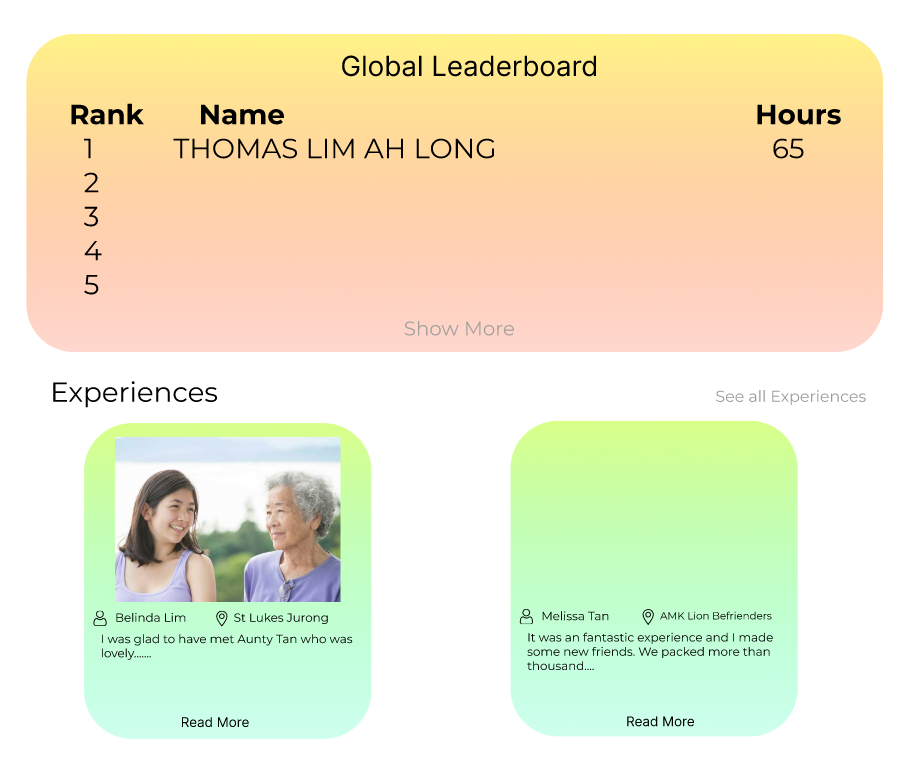 Global Leaderboard
Rank Name Hours
1 THOMAS LIM AH LONG 65
2
3
4
5
Show More
Experiences See all Experiences
Belinda Lim St Lukes Jurong
I was glad to have met Aunty Tan who was
lovely.......
Read More
Melissa Tan AMK Lion Befrienders
It was an fantastic experience and I made
some new friends. We packed more than
thousand....
Read More